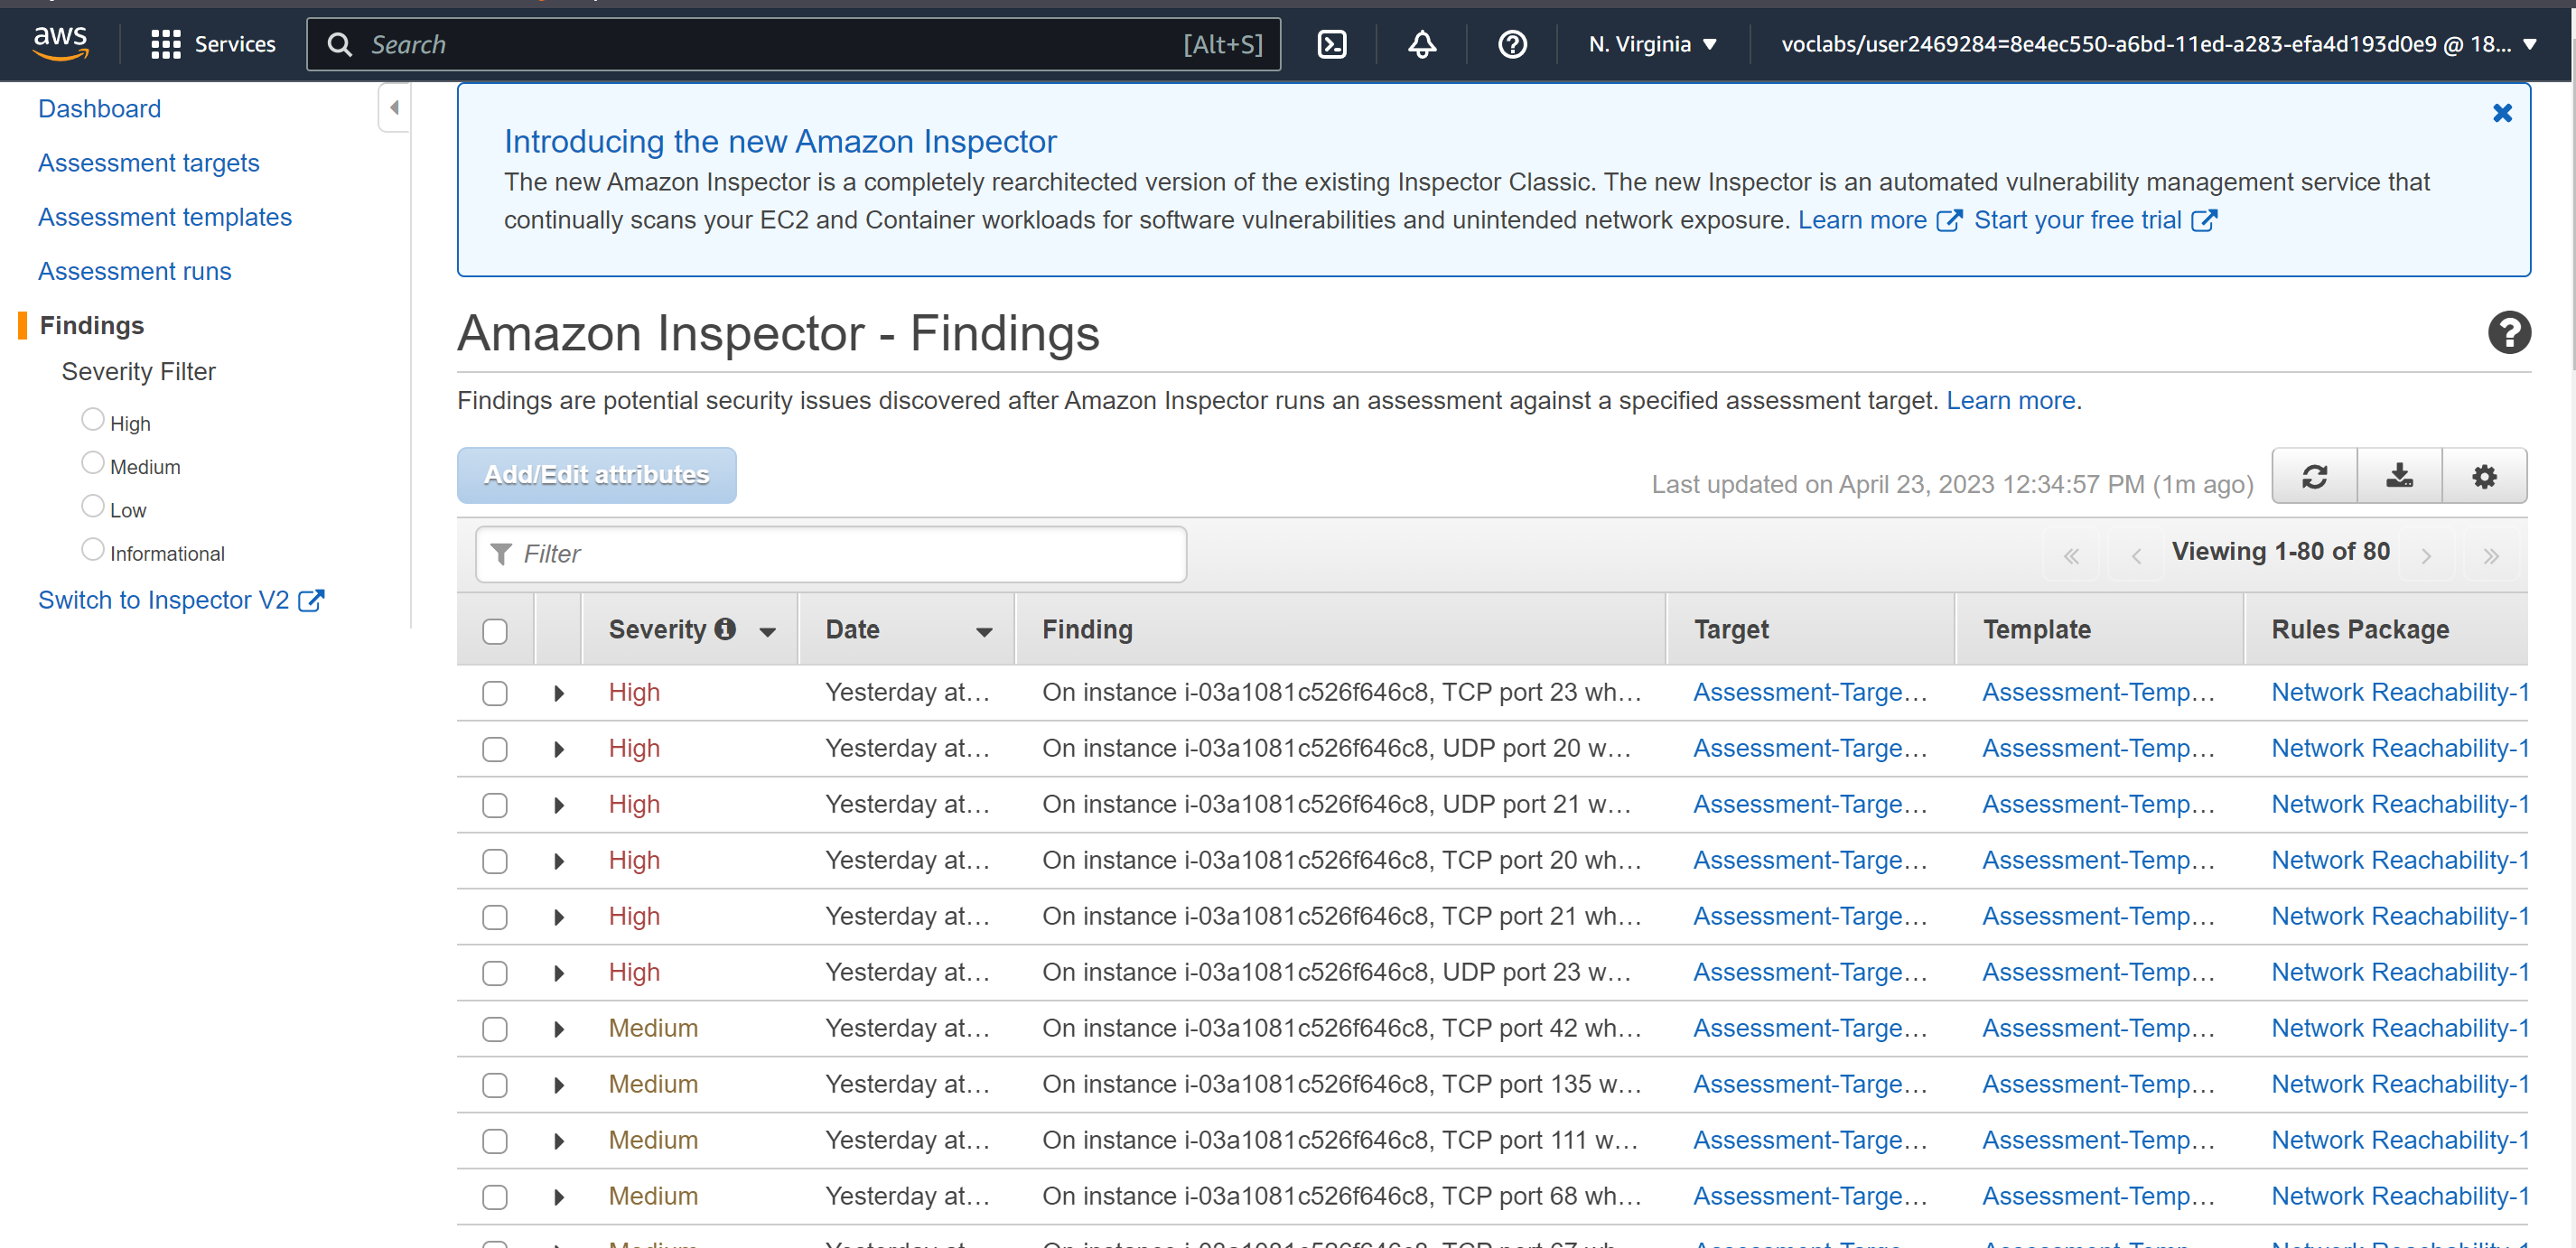 aws Services Search [Alt+S] N. Virginia voclabs/user2469284=8e4ec550-a6bd-11ed-a283-efa4d193d0e9 @ 18...
Dashboard
Assessment targets
Assessment templates
Assessment runs
Findings
Severity Filter
High
Medium
Low
Informational
Switch to Inspector V2
Introducing the new Amazon Inspector
The new Amazon Inspector is a completely rearchitected version of the existing Inspector Classic. The new Inspector is an automated vulnerability management service that
continually scans your EC2 and Container workloads for software vulnerabilities and unintended network exposure. Learn more Start your free trial
Amazon Inspector - Findings
Findings are potential security issues discovered after Amazon Inspector runs an assessment against a specified assessment target. Learn more.
Add/Edit attributes
Last updated on April 23, 2023 12:34:57 PM (1m ago)
Filter
« ‹ Viewing 1-80 of 80 › »
Severity Date Finding Target Template Rules Package
High Yesterday at… On instance i-03a1081c526f646c8, TCP port 23 wh… Assessment-Targe… Assessment-Temp… Network Reachability-1
High Yesterday at… On instance i-03a1081c526f646c8, UDP port 20 w… Assessment-Targe… Assessment-Temp… Network Reachability-1
High Yesterday at… On instance i-03a1081c526f646c8, UDP port 21 w… Assessment-Targe… Assessment-Temp… Network Reachability-1
High Yesterday at… On instance i-03a1081c526f646c8, TCP port 20 wh… Assessment-Targe… Assessment-Temp… Network Reachability-1
High Yesterday at… On instance i-03a1081c526f646c8, TCP port 21 wh… Assessment-Targe… Assessment-Temp… Network Reachability-1
High Yesterday at… On instance i-03a1081c526f646c8, UDP port 23 w… Assessment-Targe… Assessment-Temp… Network Reachability-1
Medium Yesterday at… On instance i-03a1081c526f646c8, TCP port 42 wh… Assessment-Targe… Assessment-Temp… Network Reachability-1
Medium Yesterday at… On instance i-03a1081c526f646c8, TCP port 135 w… Assessment-Targe… Assessment-Temp… Network Reachability-1
Medium Yesterday at… On instance i-03a1081c526f646c8, TCP port 111 w… Assessment-Targe… Assessment-Temp… Network Reachability-1
Medium Yesterday at… On instance i-03a1081c526f646c8, TCP port 68 wh… Assessment-Targe… Assessment-Temp… Network Reachability-1